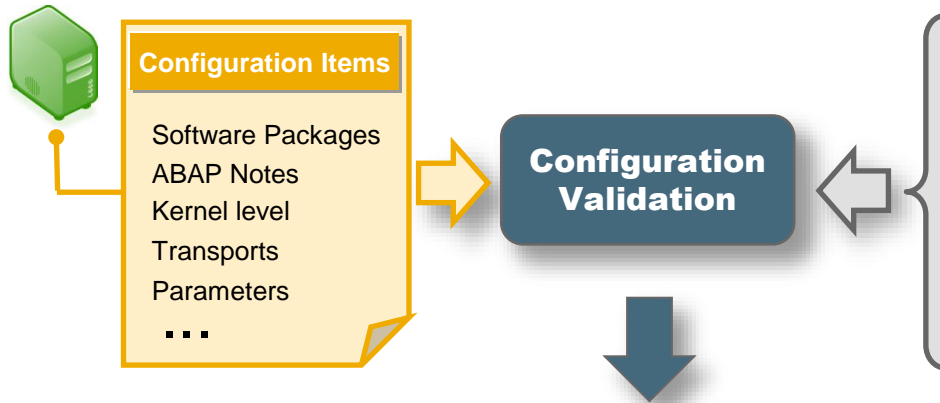 Configuration Items
Software Packages
ABAP Notes
Kernel level
Transports
Parameters
...
Configuration
Validation